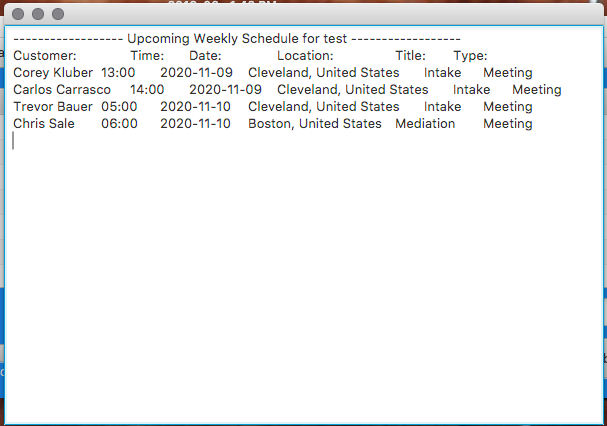 ------------------ Upcoming Weekly Schedule for test ------------------
Customer: Time: Date: Location: Title: Type:
Corey Kluber 13:00 2020-11-09 Cleveland, United States Intake Meeting
Carlos Carrasco 14:00 2020-11-09 Cleveland, United States Intake Meeting
Trevor Bauer 05:00 2020-11-10 Cleveland, United States Intake Meeting
Chris Sale 06:00 2020-11-10 Boston, United States Mediation Meeting